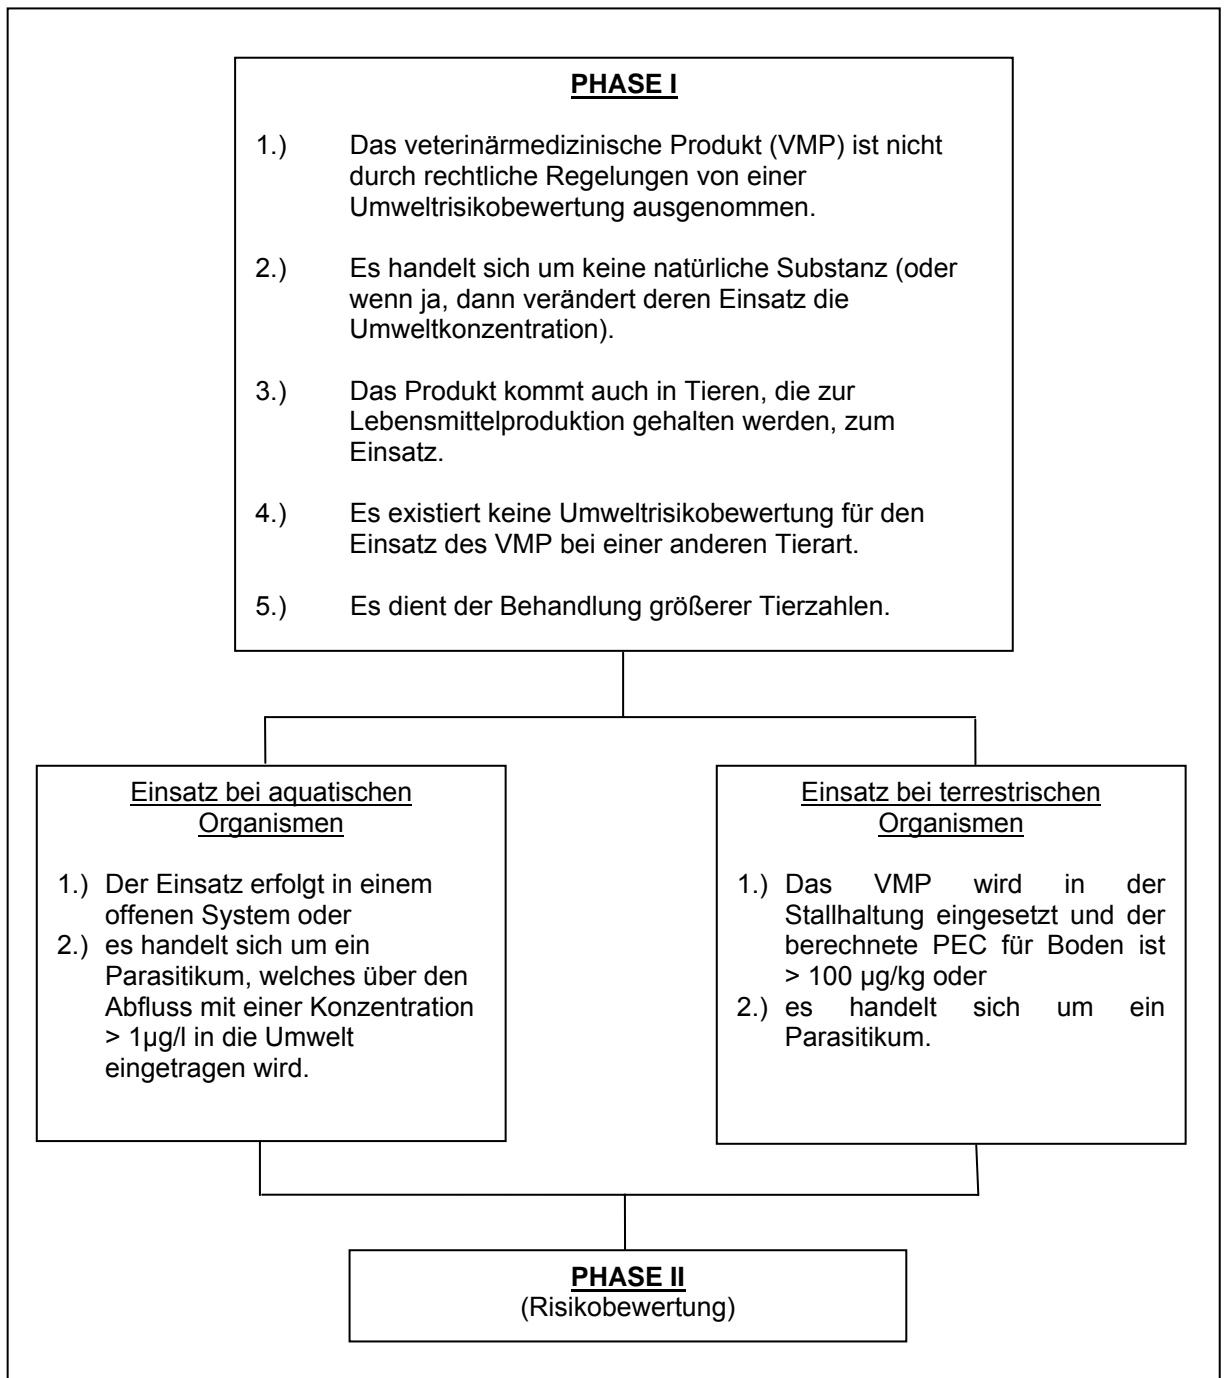 PHASE I
1.) Das veterinärmedizinische Produkt (VMP) ist nicht
durch rechtliche Regelungen von einer
Umweltrisikobewertung ausgenommen.
2.) Es handelt sich um keine natürliche Substanz (oder
wenn ja, dann verändert deren Einsatz die
Umweltkonzentration).
3.) Das Produkt kommt auch in Tieren, die zur
Lebensmittelproduktion gehalten werden, zum
Einsatz.
4.) Es existiert keine Umweltrisikobewertung für den
Einsatz des VMP bei einer anderen Tierart.
5.) Es dient der Behandlung größerer Tierzahlen.
Einsatz bei aquatischen
Organismen
1.) Der Einsatz erfolgt in einem
offenen System oder
2.) es handelt sich um ein
Parasitikum, welches über den
Abfluss mit einer Konzentration
> 1µg/l in die Umwelt
eingetragen wird.
Einsatz bei terrestrischen
Organismen
1.) Das VMP wird in der
Stallhaltung eingesetzt und der
berechnete PEC für Boden ist
> 100 µg/kg oder
2.) es handelt sich um ein
Parasitikum.
PHASE II
(Risikobewertung)